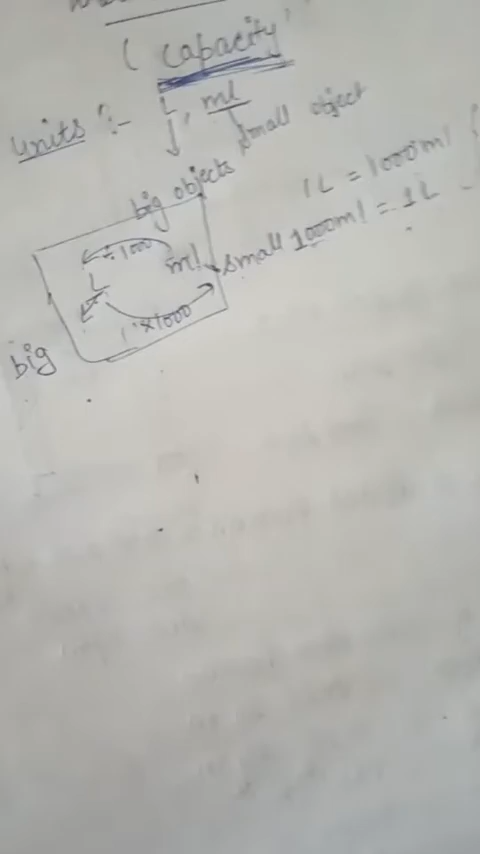 ( Capacity
units :- L, ml
small object
big objects
1L = 1000ml
÷1000
L
ml
small 1000ml = 1L
×1000
big